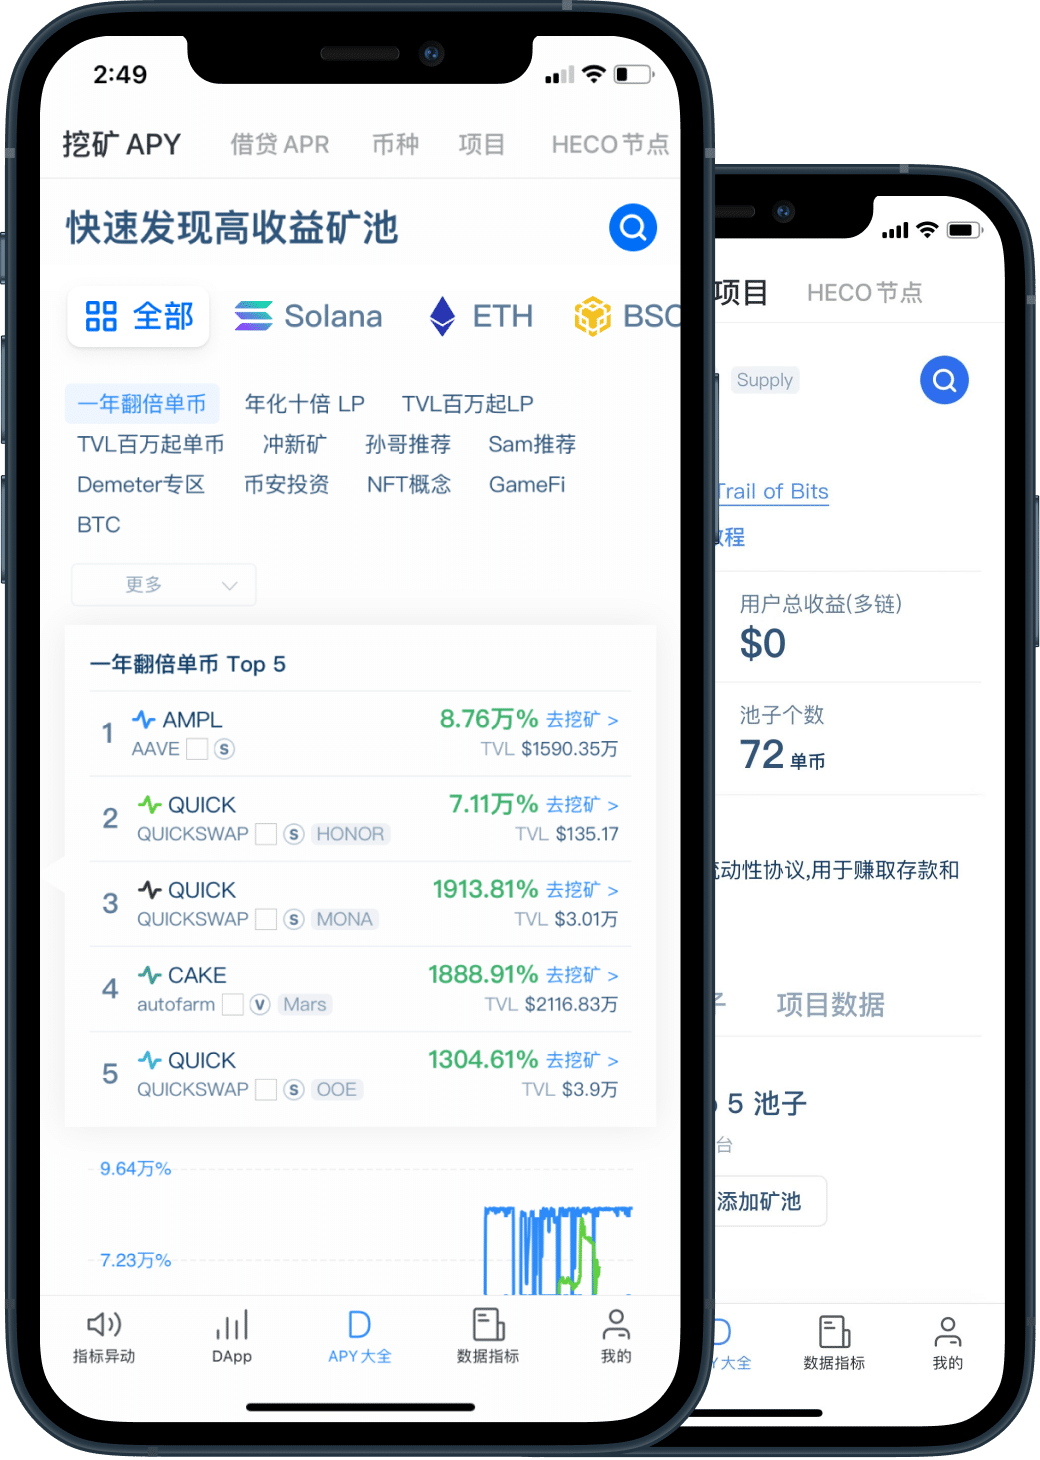 2:49
挖矿 APY 借贷 APR 币种 项目 HECO 节点
快速发现高收益矿池
全部 Solana ETH BSC
一年翻倍单币 年化十倍 LP TVL百万起LP
TVL百万起单币 冲新矿 孙哥推荐 Sam推荐
Demeter专区 币安投资 NFT概念 GameFi
BTC
更多
一年翻倍单币 Top 5
1 AMPL 8.76万% 去挖矿 >
AAVE S TVL $1590.35万
2 QUICK 7.11万% 去挖矿 >
QUICKSWAP S HONOR TVL $135.17
3 QUICK 1913.81% 去挖矿 >
QUICKSWAP S MONA TVL $3.01万
4 CAKE 1888.91% 去挖矿 >
autofarm V Mars TVL $2116.83万
5 QUICK 1304.61% 去挖矿 >
QUICKSWAP S OOE TVL $3.9万
9.64万%
7.23万%
指标异动 DApp APY大全 数据指标 我的
项目 HECO 节点
Supply
Trail of Bits
教程
用户总收益(多链)
$0
池子个数
72 单币
流动性协议,用于赚取存款和
项目数据
5 池子
台
添加矿池
Y大全 数据指标 我的